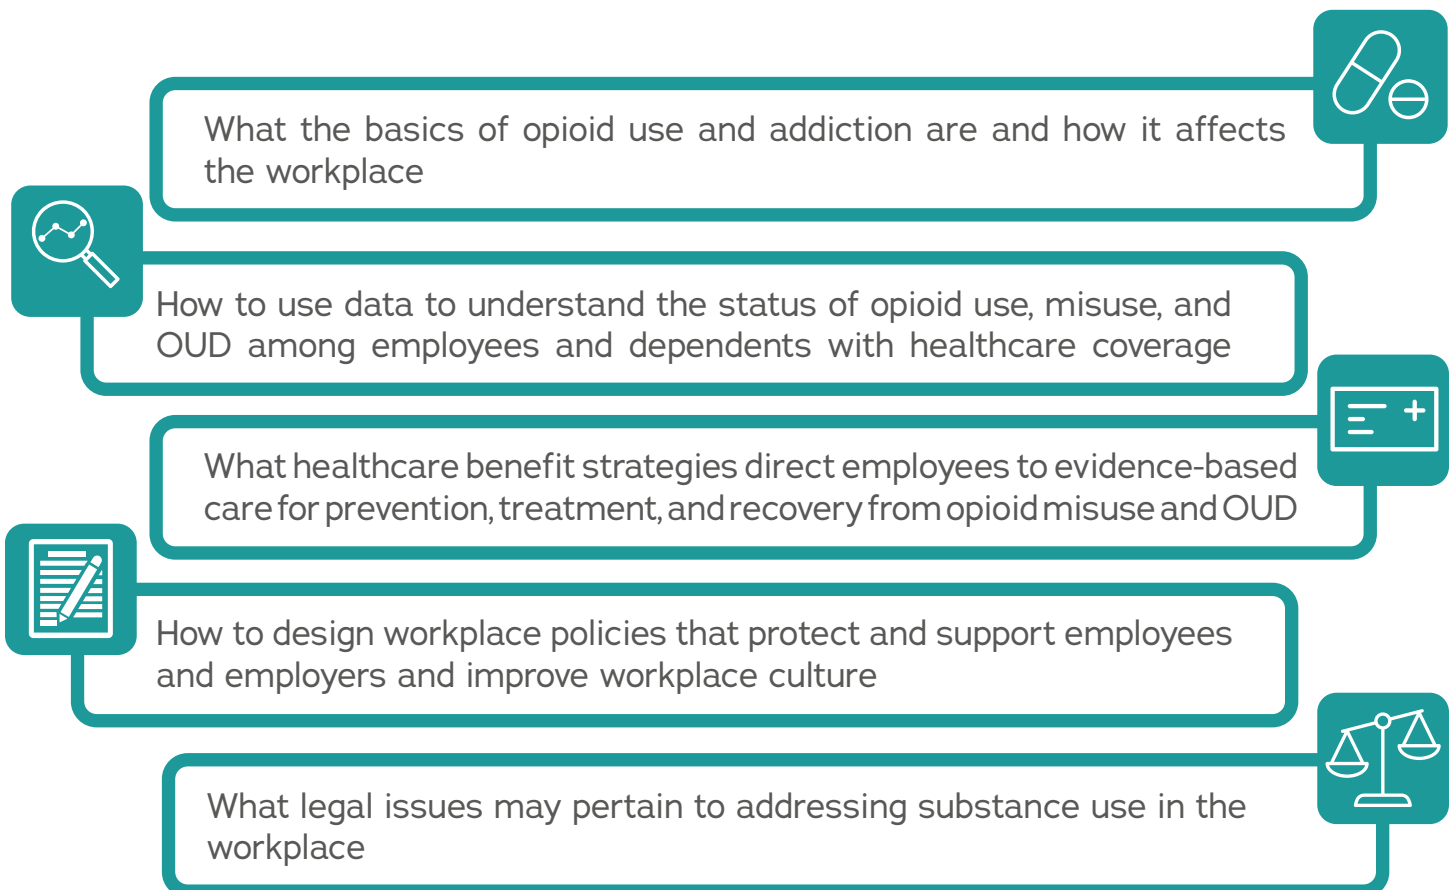 What the basics of opioid use and addiction are and how it affects
the workplace
How to use data to understand the status of opioid use, misuse, and
OUD among employees and dependents with healthcare coverage
What healthcare benefit strategies direct employees to evidence-based
care for prevention, treatment, and recovery from opioid misuse and OUD
How to design workplace policies that protect and support employees
and employers and improve workplace culture
What legal issues may pertain to addressing substance use in the
workplace